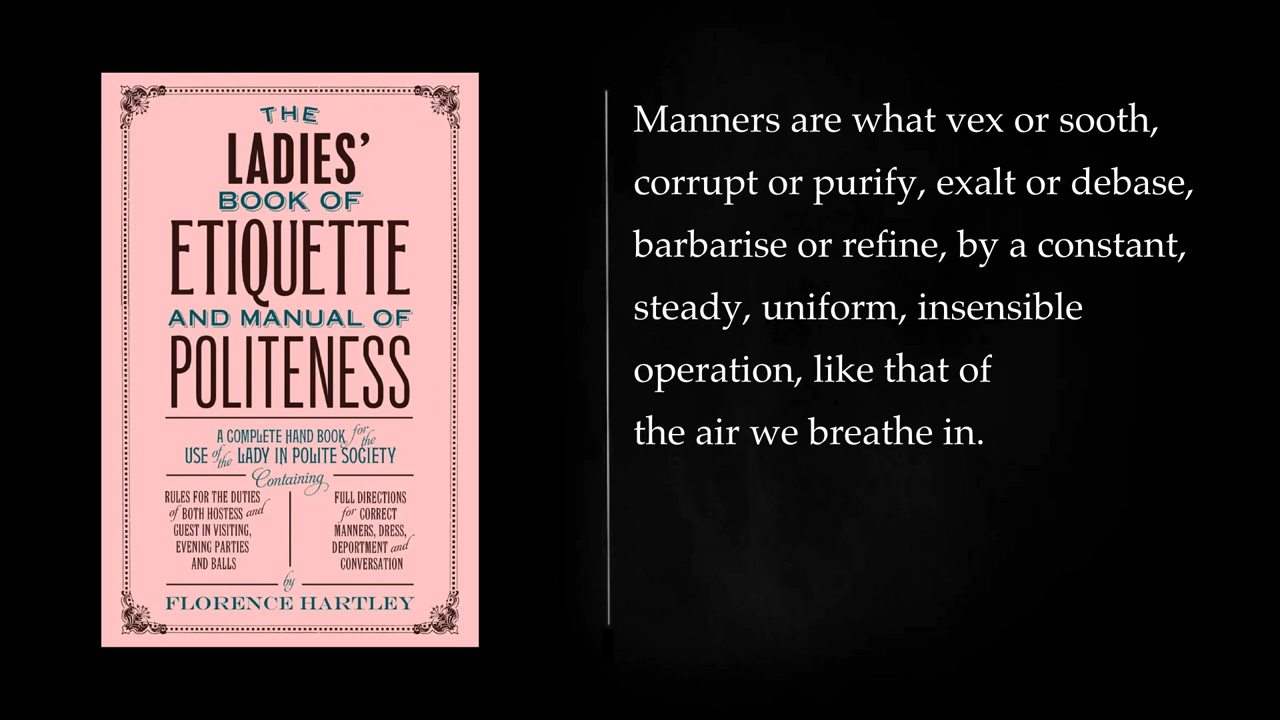 THE
LADIES'
BOOK OF
ETIQUETTE
AND MANUAL OF
POLITENESS
A COMPLETE HAND BOOK for the
USE of the LADY IN POLITE SOCIETY
Containing
RULES FOR THE DUTIES
of BOTH HOSTESS and
GUEST IN VISITING,
EVENING PARTIES
AND BALLS
FULL DIRECTIONS
for CORRECT
MANNERS, DRESS,
DEPORTMENT and
CONVERSATION
by
FLORENCE HARTLEY
Manners are what vex or sooth,
corrupt or purify, exalt or debase,
barbarise or refine, by a constant,
steady, uniform, insensible
operation, like that of
the air we breathe in.